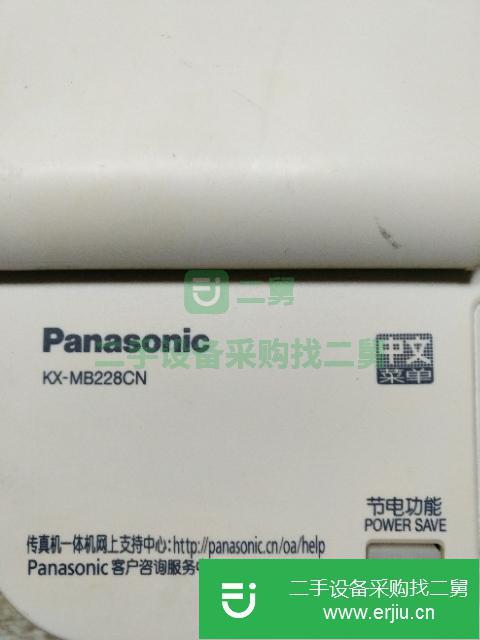 二舅
Panasonic
二手设备采购找二舅
KX-MB228CN
中文
菜单
节电功能
POWER SAVE
传真机一体机网上支持中心:http://panasonic.cn/oa/help
Panasonic 客户咨询服务
二手设备采购找二舅
www.erjiu.cn